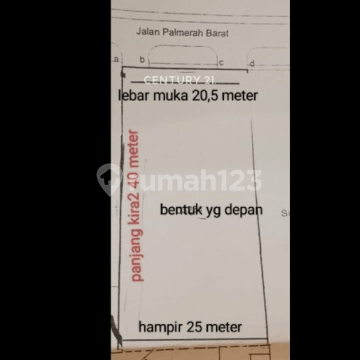 Jalan Palmerah Barat
a b c d
CENTURY 21
lebar muka 20,5 meter
panjang kira2 40 meter
rumah123
bentuk yg depan
hampir 25 meter